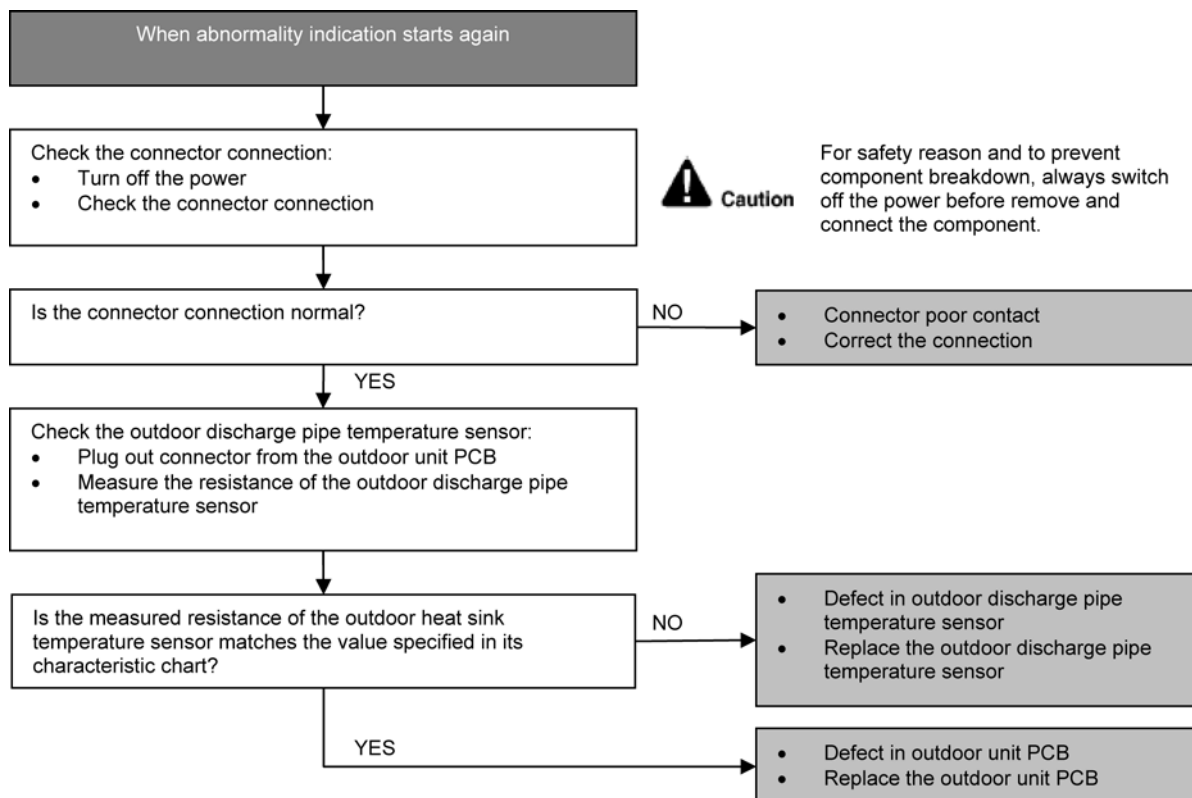 When abnormality indication starts again
Check the connector connection:
• Turn off the power
• Check the connector connection
Caution
For safety reason and to prevent
component breakdown, always switch
off the power before remove and
connect the component.
Is the connector connection normal?
NO
• Connector poor contact
• Correct the connection
YES
Check the outdoor discharge pipe temperature sensor:
• Plug out connector from the outdoor unit PCB
• Measure the resistance of the outdoor discharge pipe
temperature sensor
Is the measured resistance of the outdoor heat sink
temperature sensor matches the value specified in its
characteristic chart?
NO
• Defect in outdoor discharge pipe
temperature sensor
• Replace the outdoor discharge pipe
temperature sensor
YES
• Defect in outdoor unit PCB
• Replace the outdoor unit PCB